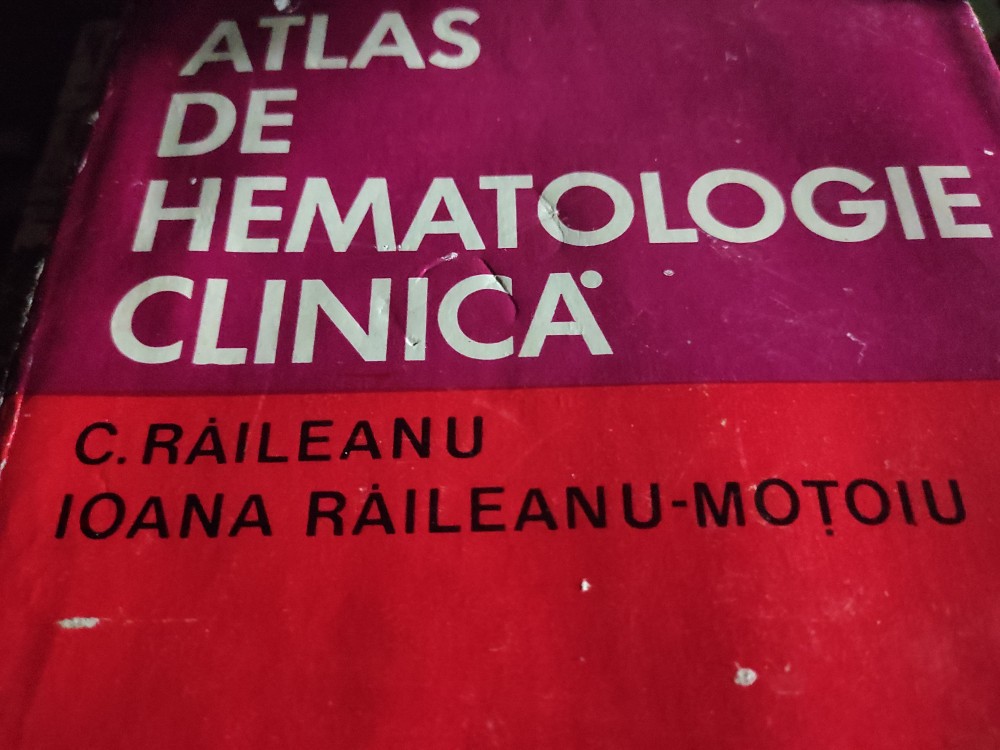 ATLAS
DE
HEMATOLOGIE
CLINICĂ
C. RĂILEANU
IOANA RĂILEANU-MOȚOIU